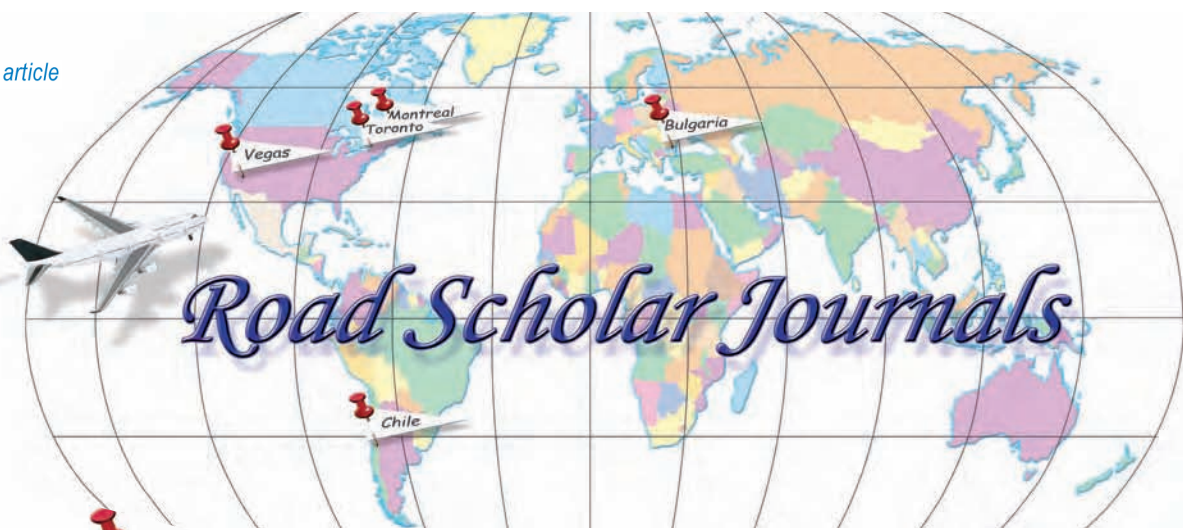 article
Montreal
Toronto
Vegas
Bulgaria
Road Scholar Journals
Chile